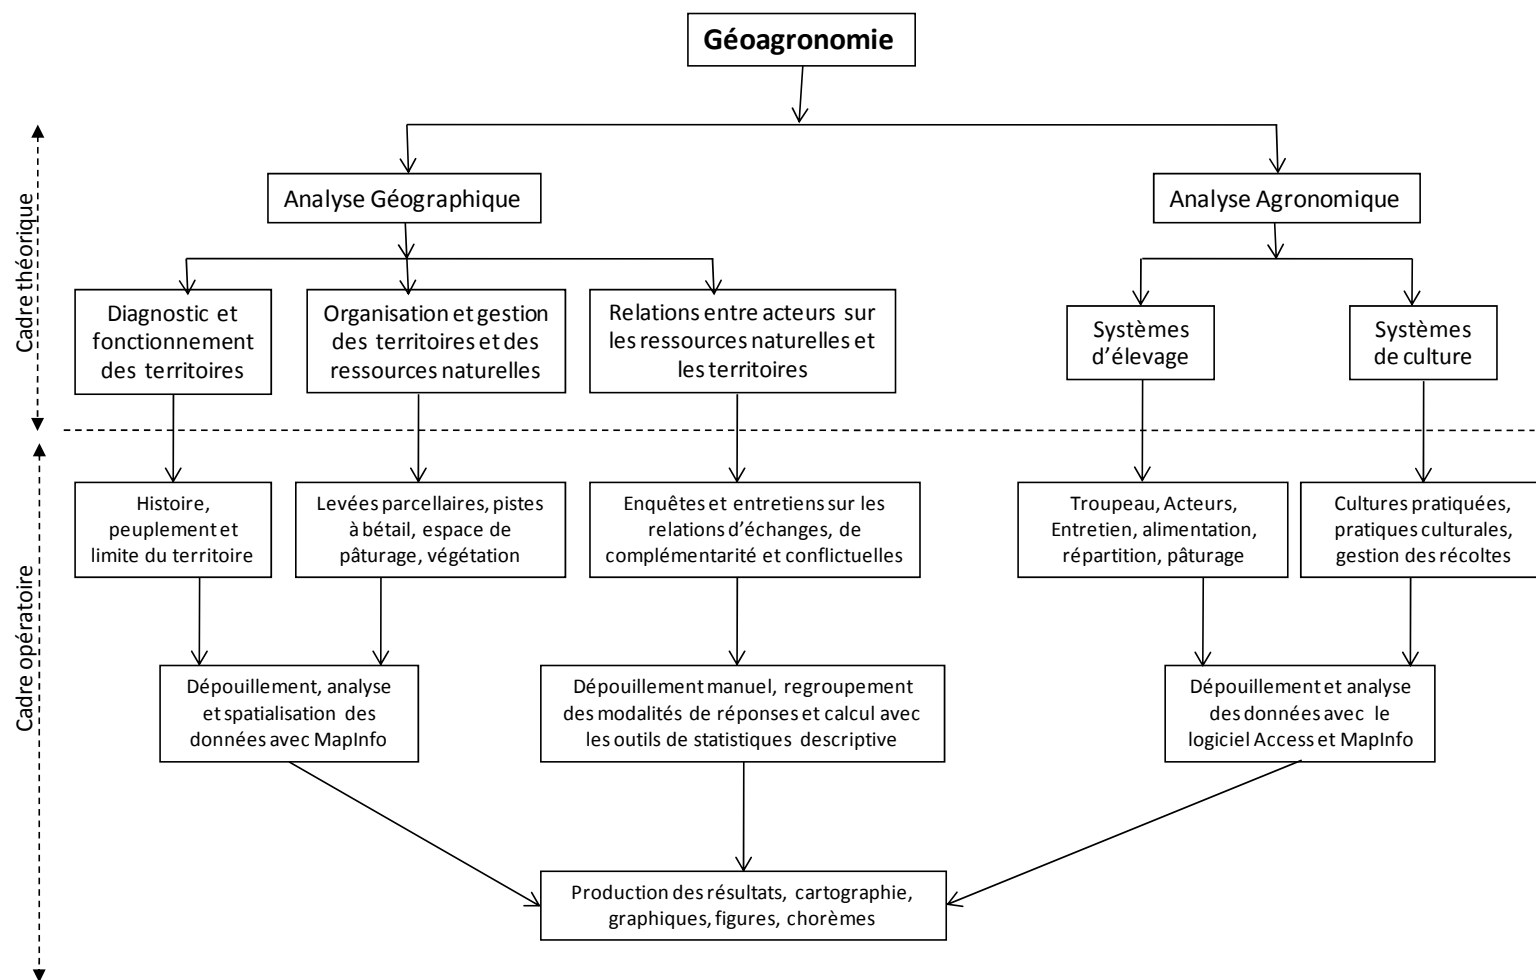 Géoagronomie
Cadre théorique
Analyse Géographique
Analyse Agronomique
Diagnostic et
fonctionnement
des territoires
Organisation et gestion
des territoires et des
ressources naturelles
Relations entre acteurs sur
les ressources naturelles et
les territoires
Systèmes
d’élevage
Systèmes
de culture
Cadre opératoire
Histoire,
peuplement et
limite du territoire
Levées parcellaires, pistes
à bétail, espace de
pâturage, végétation
Enquêtes et entretiens sur les
relations d’échanges, de
complémentarité et conflictuelles
Troupeau, Acteurs,
Entretien, alimentation,
répartition, pâturage
Cultures pratiquées,
pratiques culturales,
gestion des récoltes
Dépouillement, analyse
et spatialisation des
données avec MapInfo
Dépouillement manuel, regroupement
des modalités de réponses et calcul avec
les outils de statistiques descriptive
Dépouillement et analyse
des données avec le
logiciel Access et MapInfo
Production des résultats, cartographie,
graphiques, figures, chorèmes